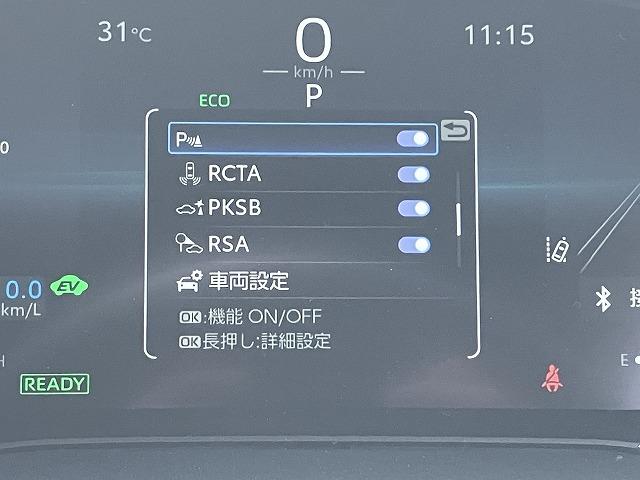 31℃
0
km/h
11:15
ECO
P
0
P
RCTA
PKSB
RSA
車両設定
OK:機能 ON/OFF
OK長押し:詳細設定
0.0
km/L
EV
H
READY
E